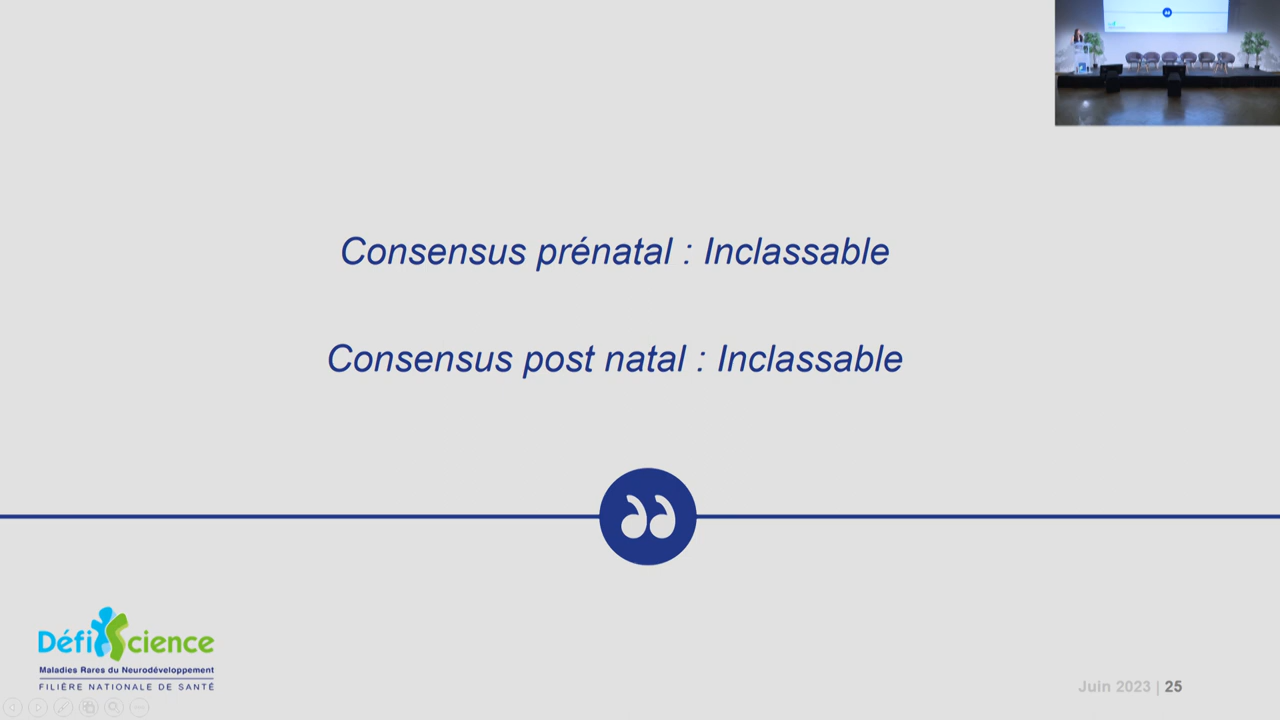 Consensus prénatal : Inclassable
Consensus post natal : Inclassable
DéfiScience
Maladies Rares du Neurodéveloppement
FILIÈRE NATIONALE DE SANTÉ
Juin 2023 | 25